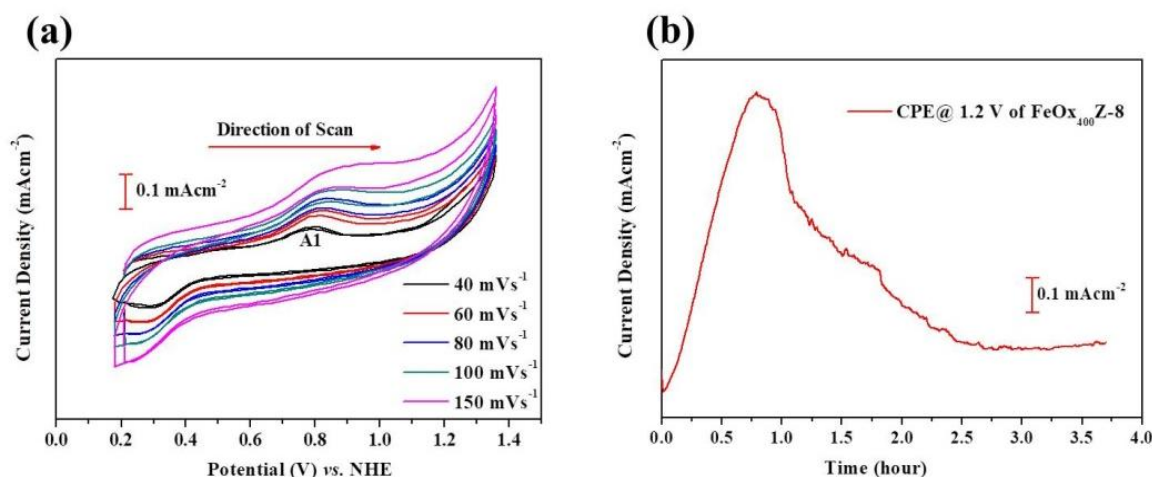 (a)
Current Density (mAcm⁻²)
Direction of Scan
0.1 mAcm⁻²
A1
40 mVs⁻¹
60 mVs⁻¹
80 mVs⁻¹
100 mVs⁻¹
150 mVs⁻¹
0.0 0.2 0.4 0.6 0.8 1.0 1.2 1.4
Potential (V) vs. NHE
(b)
Current Density (mAcm⁻²)
CPE@ 1.2 V of FeOx₄₀₀Z-8
0.1 mAcm⁻²
0.0 0.5 1.0 1.5 2.0 2.5 3.0 3.5 4.0
Time (hour)